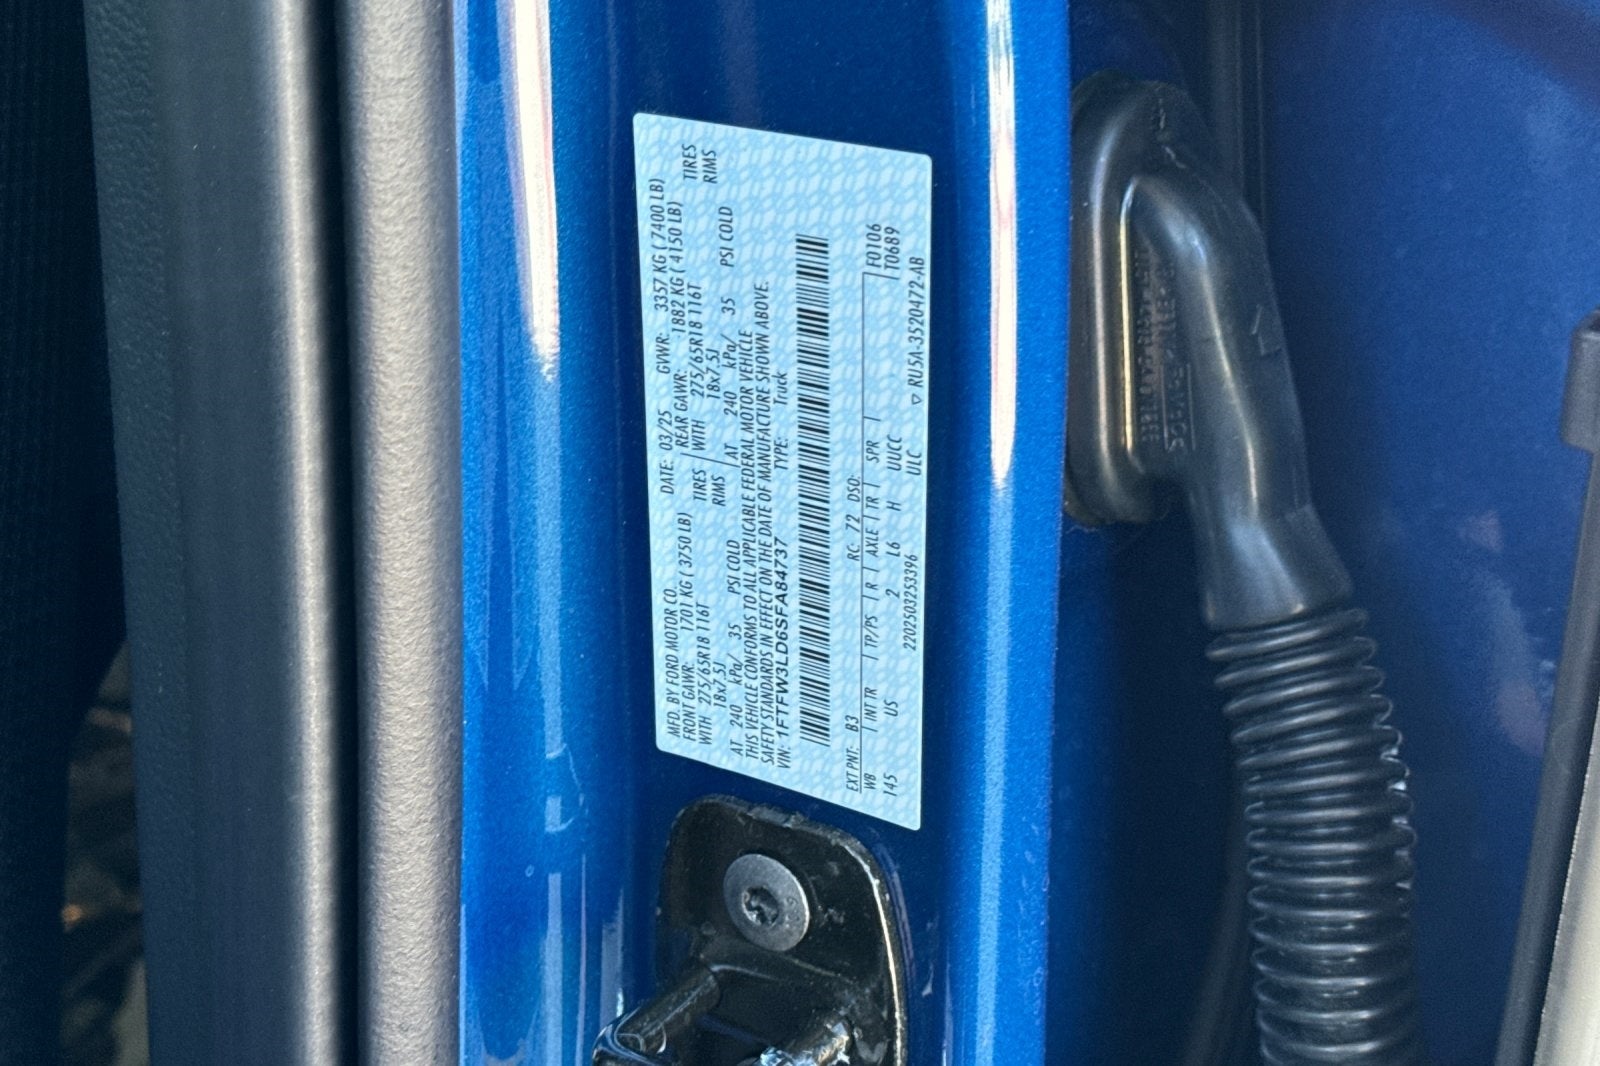 MFD. BY FORD MOTOR CO. DATE: 03/25 GVWR: 3357 KG ( 7400 LB)
FRONT GAWR: 1701 KG ( 3750 LB) REAR GAWR: 1882 KG ( 4150 LB)
WITH 275/65R18 116T TIRES WITH 275/65R18 116T TIRES
18x7.5J RIMS 18x7.5J RIMS
AT 240 kPa/ 35 PSI COLD AT 240 kPa/ 35 PSI COLD
THIS VEHICLE CONFORMS TO ALL APPLICABLE FEDERAL MOTOR VEHICLE
SAFETY STANDARDS IN EFFECT ON THE DATE OF MANUFACTURE SHOWN ABOVE.
VIN: 1FTFW3LD6SFA84737 TYPE: Truck
EXT PNT: B3 RC: 72 DSO: F0106
WB INT TR TP/PS R AXLE TR SPR T0689
145 US 2 L6 H UUCC
220250325339​6 ULC ▽ RU5A-3520472-AB